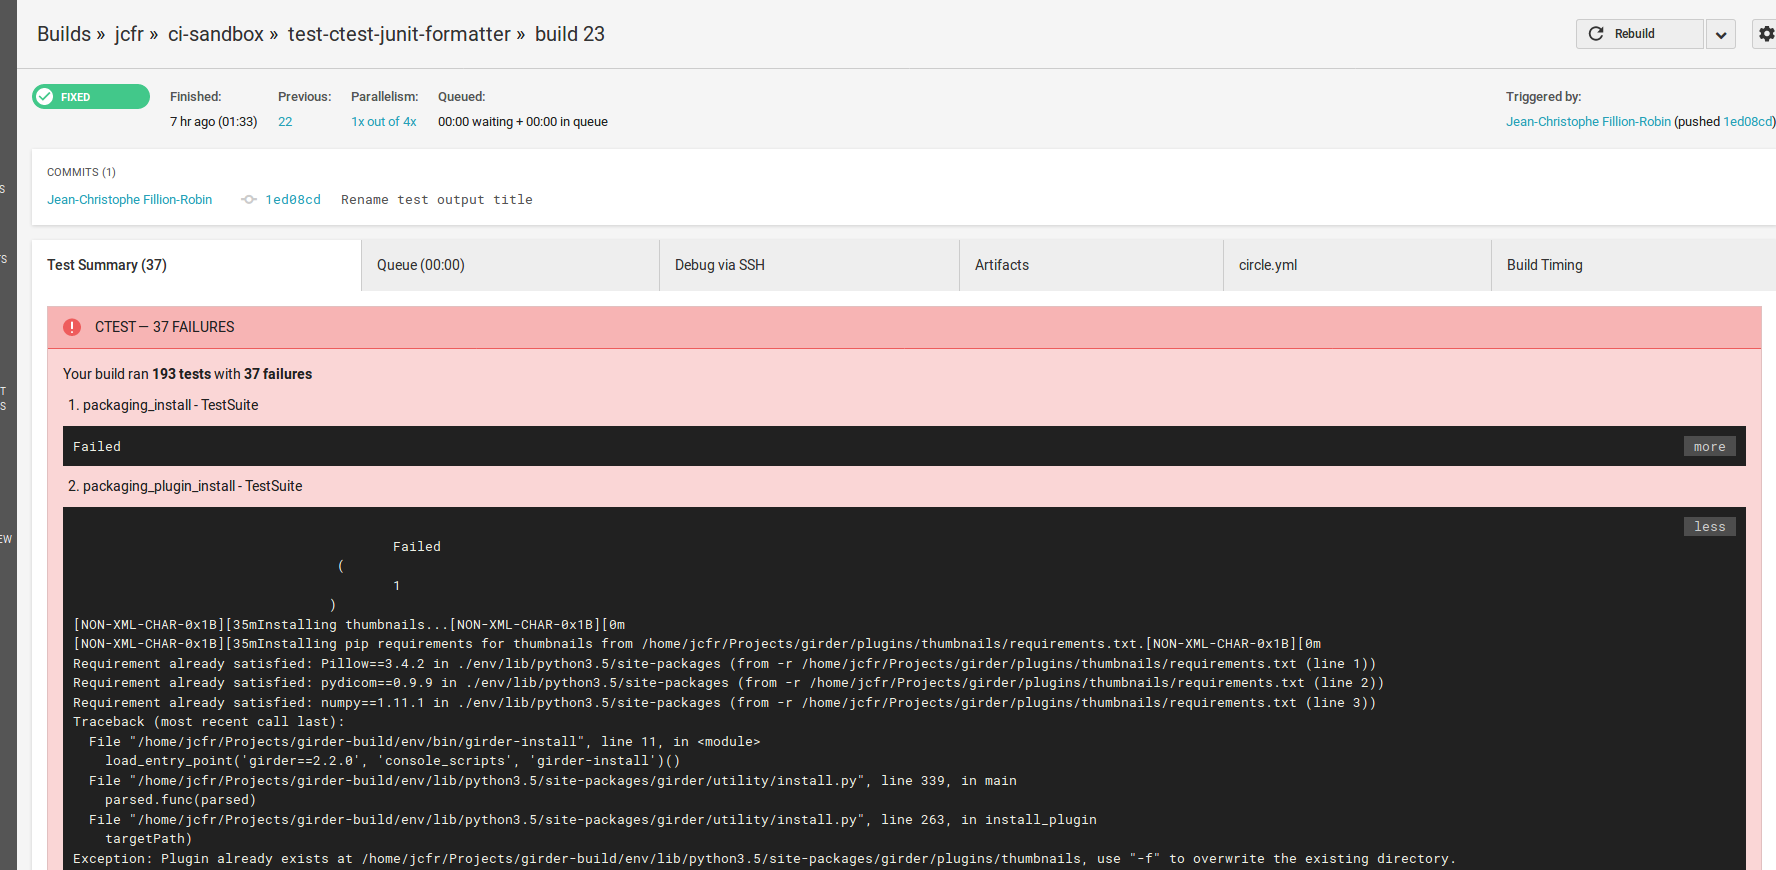 Builds » jcfr » ci-sandbox » test-ctest-junit-formatter » build 23
Rebuild
FIXED
Finished: Previous: Parallelism: Queued: Triggered by:
7 hr ago (01:33) 22 1x out of 4x 00:00 waiting + 00:00 in queue Jean-Christophe Fillion-Robin (pushed 1ed08cd)
COMMITS (1)
Jean-Christophe Fillion-Robin 1ed08cd Rename test output title
Test Summary (37) Queue (00:00) Debug via SSH Artifacts circle.yml Build Timing
CTEST — 37 FAILURES
Your build ran 193 tests with 37 failures
1. packaging_install - TestSuite
Failed more
2. packaging_plugin_install - TestSuite
less
Failed
(
1
)
[NON-XML-CHAR-0x1B][35mInstalling thumbnails...[NON-XML-CHAR-0x1B][0m
[NON-XML-CHAR-0x1B][35mInstalling pip requirements for thumbnails from /home/jcfr/Projects/girder/plugins/thumbnails/requirements.txt.[NON-XML-CHAR-0x1B][0m
Requirement already satisfied: Pillow==3.4.2 in ./env/lib/python3.5/site-packages (from -r /home/jcfr/Projects/girder/plugins/thumbnails/requirements.txt (line 1))
Requirement already satisfied: pydicom==0.9.9 in ./env/lib/python3.5/site-packages (from -r /home/jcfr/Projects/girder/plugins/thumbnails/requirements.txt (line 2))
Requirement already satisfied: numpy==1.11.1 in ./env/lib/python3.5/site-packages (from -r /home/jcfr/Projects/girder/plugins/thumbnails/requirements.txt (line 3))
Traceback (most recent call last):
File "/home/jcfr/Projects/girder-build/env/bin/girder-install", line 11, in <module>
load_entry_point('girder==2.2.0', 'console_scripts', 'girder-install')()
File "/home/jcfr/Projects/girder-build/env/lib/python3.5/site-packages/girder/utility/install.py", line 339, in main
parsed.func(parsed)
File "/home/jcfr/Projects/girder-build/env/lib/python3.5/site-packages/girder/utility/install.py", line 263, in install_plugin
targetPath)
Exception: Plugin already exists at /home/jcfr/Projects/girder-build/env/lib/python3.5/site-packages/girder/plugins/thumbnails, use "-f" to overwrite the existing directory.